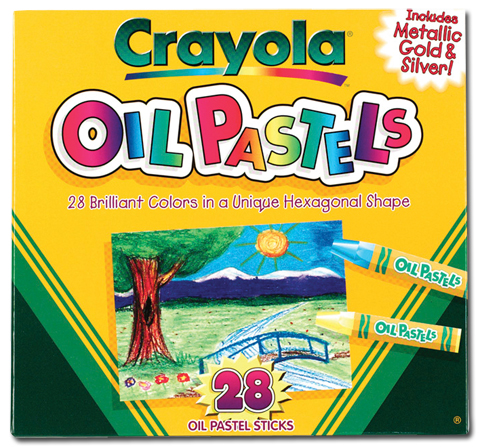 Crayola®
™
Includes
Metallic
Gold &
Silver!
OIL PASTELS
28 Brilliant Colors in a Unique Hexagonal Shape
OIL PASTELS
OIL PASTELS
28
OIL PASTEL STICKS
®